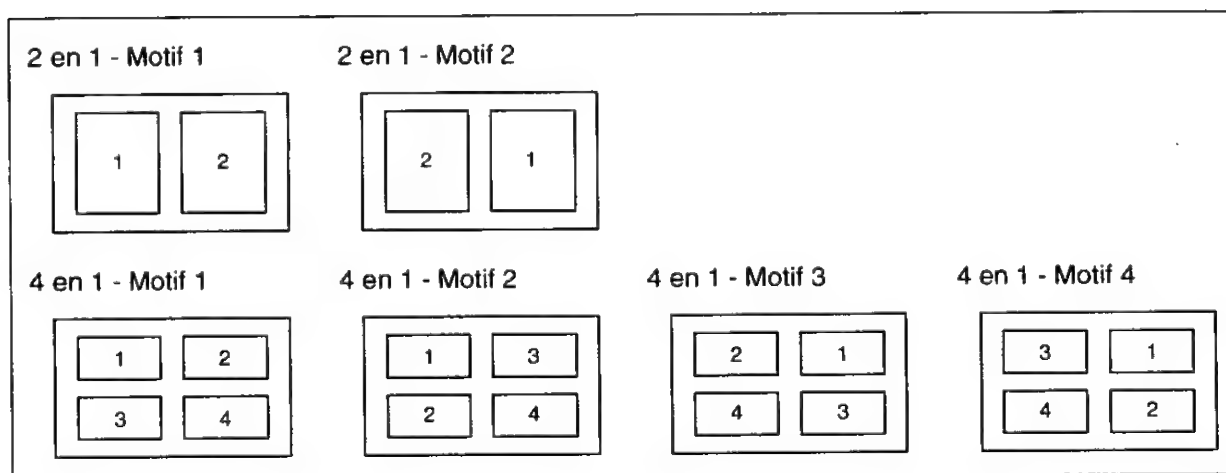 2 en 1 - Motif 1 2 en 1 - Motif 2
1 2 2 1
4 en 1 - Motif 1 4 en 1 - Motif 2 4 en 1 - Motif 3 4 en 1 - Motif 4
1 2 1 3 2 1 3 1
3 4 2 4 4 3 4 2